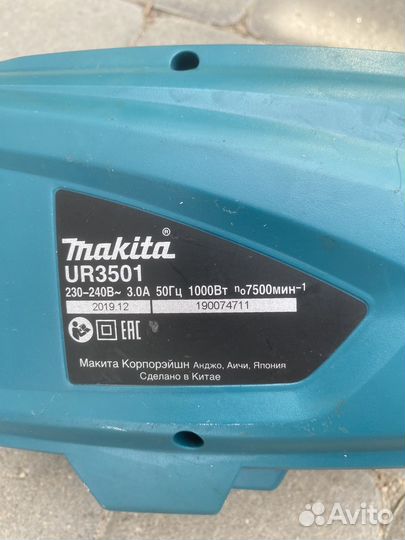 makita®
UR3501
230-240В~ 3.0А 50Гц 1000Вт n₀7500мин⁻¹
2019.12 190074711
EAC
Макита Корпорэйшн Анджо, Аичи, Япония
Сделано в Китае
Avito